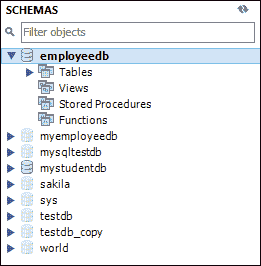 SCHEMAS
Filter objects
employeedb
Tables
Views
Stored Procedures
Functions
myemployeedb
mysqltestdb
mystudentdb
sakila
sys
testdb
testdb_copy
world